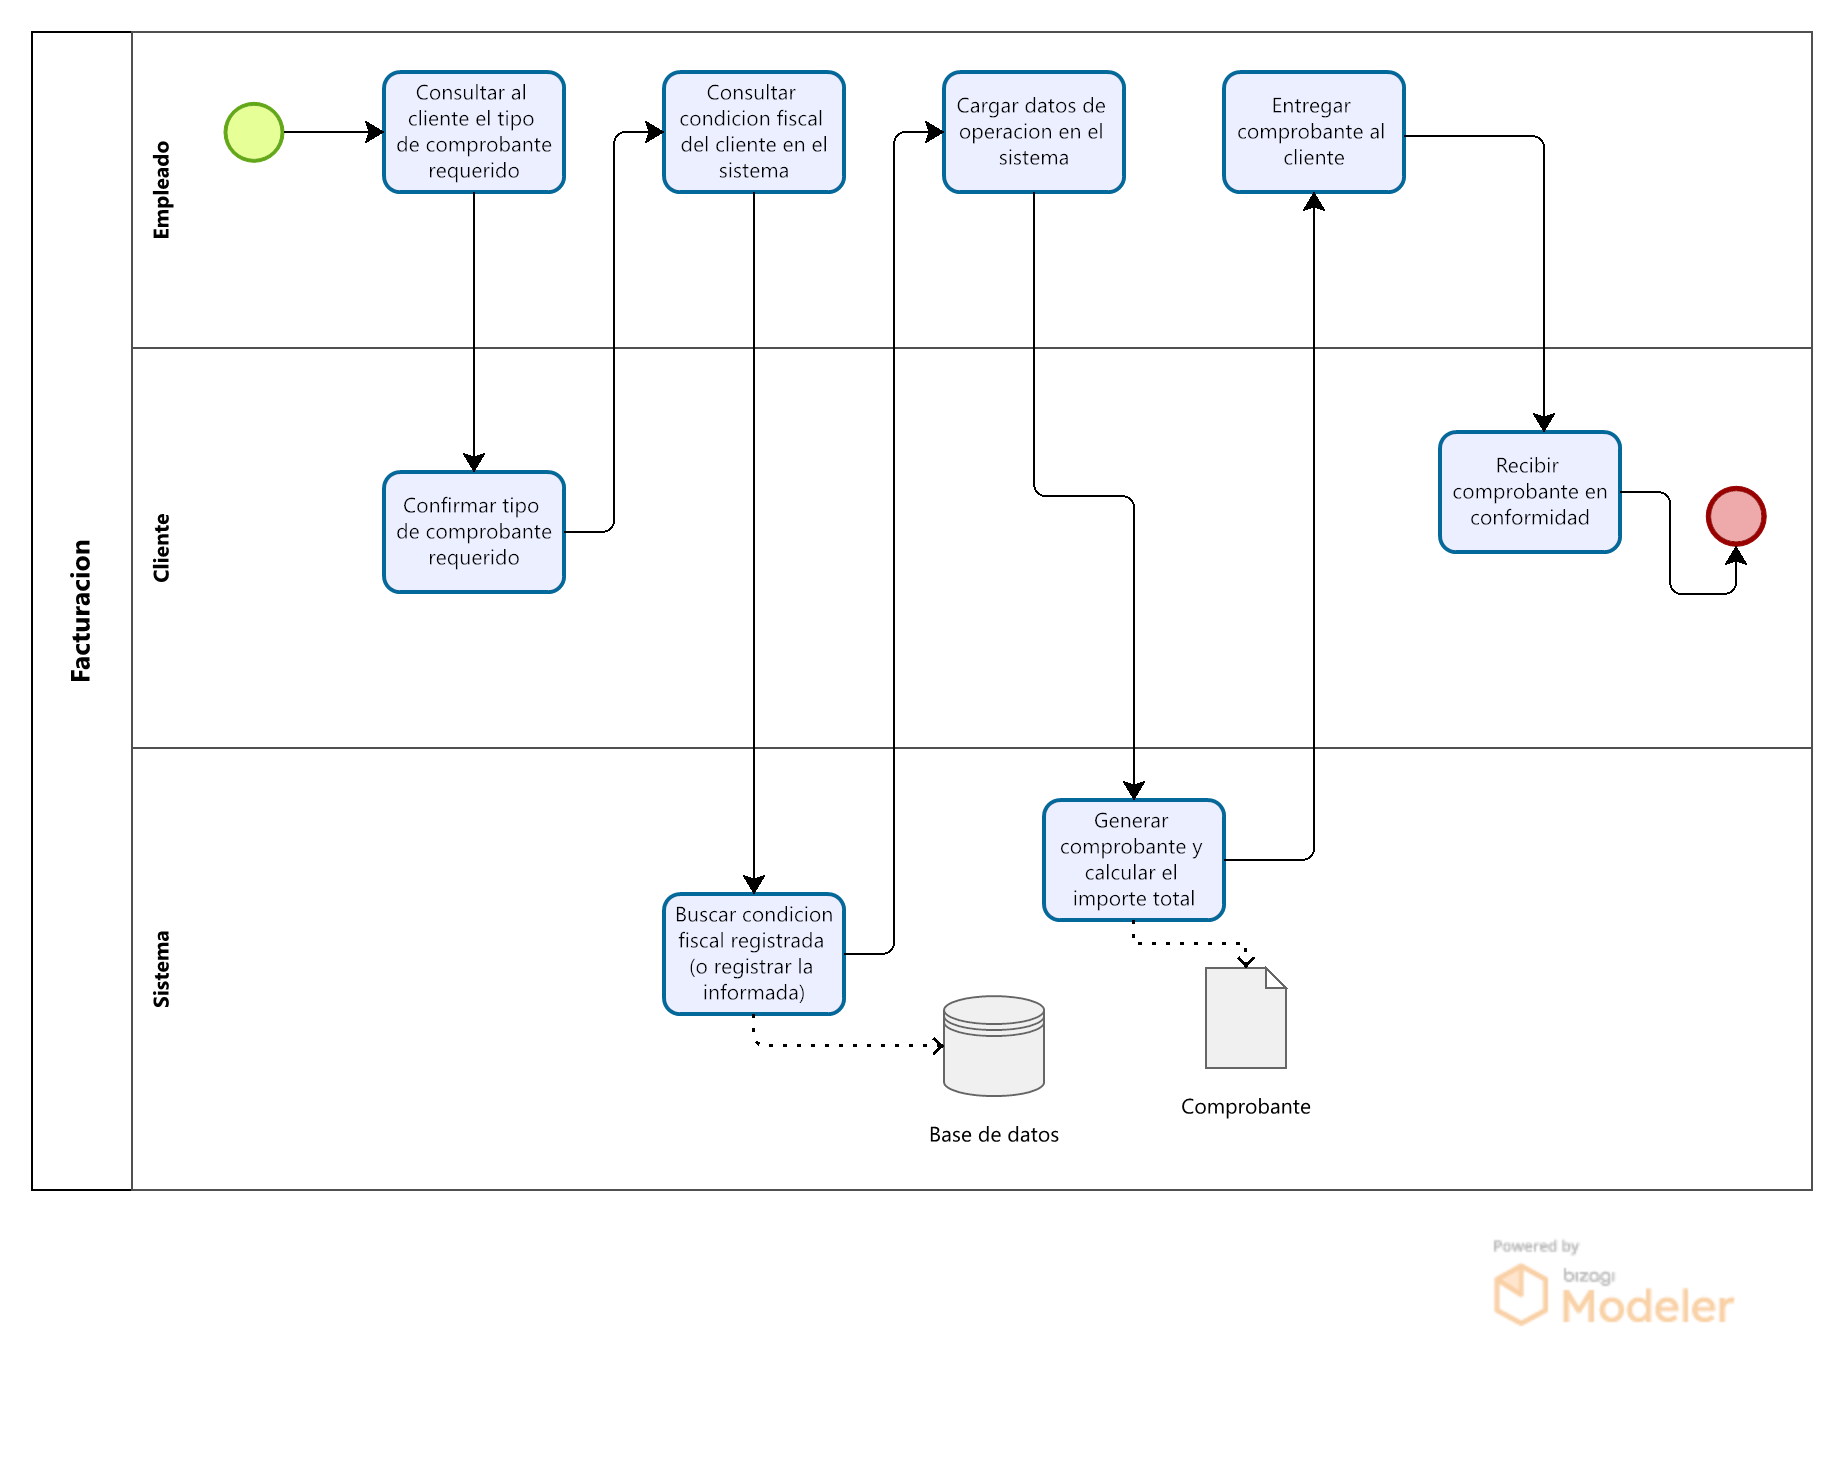 Facturacion
Empleado
Consultar al
cliente el tipo
de comprobante
requerido
Consultar
condicion fiscal
del cliente en el
sistema
Cargar datos de
operacion en el
sistema
Entregar
comprobante al
cliente
Cliente
Confirmar tipo
de comprobante
requerido
Recibir
comprobante en
conformidad
Sistema
Buscar condicion
fiscal registrada
(o registrar la
informada)
Generar
comprobante y
calcular el
importe total
Base de datos
Comprobante
Powered by
bizagi
Modeler